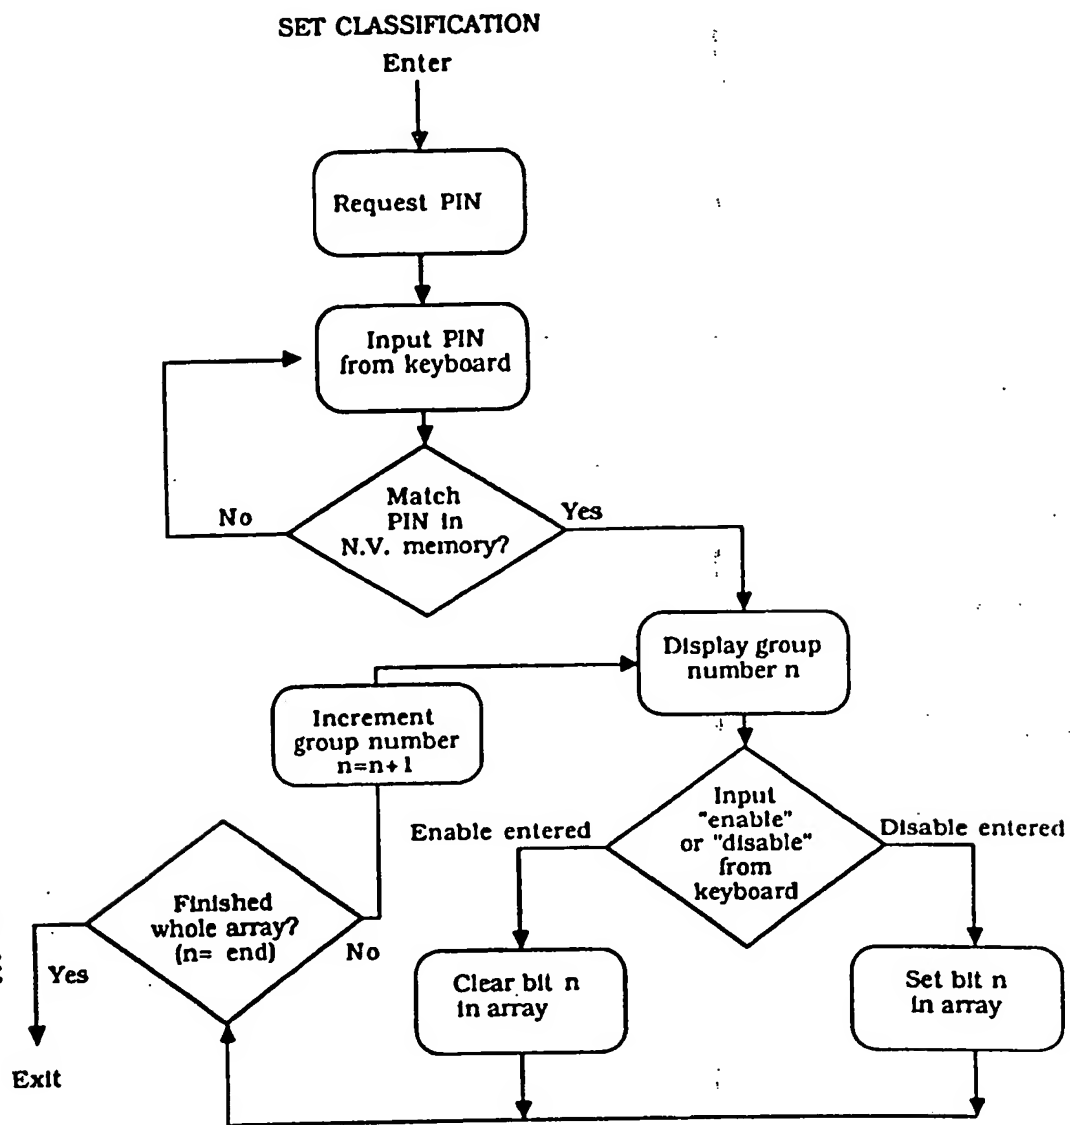 SET CLASSIFICATION
Enter
Request PIN
Input PIN
from keyboard
Match
PIN in
N.V. memory?
No
Yes
Display group
number n
Increment
group number
n=n+1
Input
"enable"
or "disable"
from
keyboard
Enable entered
Disable entered
Finished
whole array?
(n= end)
No
Yes
Clear bit n
in array
Set bit n
in array
Exit